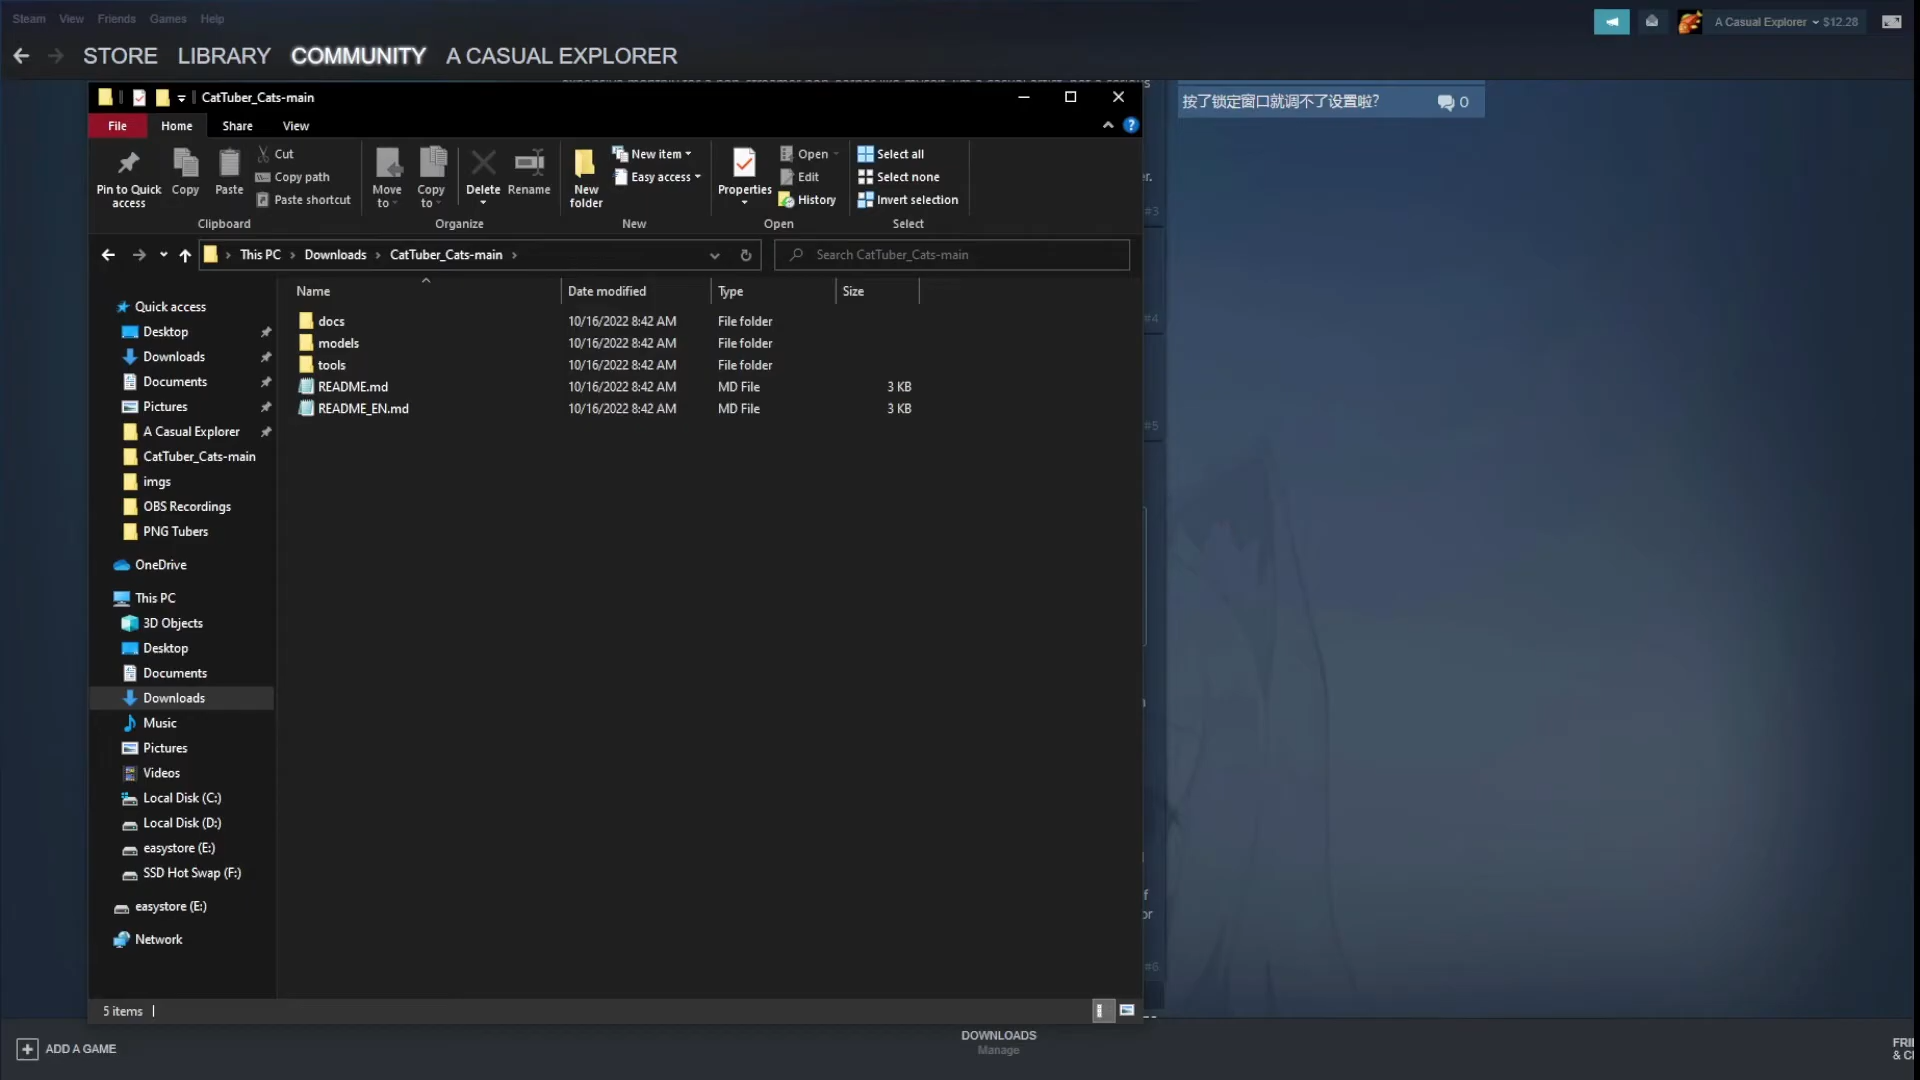 Steam View Friends Games Help
A Casual Explorer $12.28
STORE LIBRARY COMMUNITY A CASUAL EXPLORER
CatTuber_Cats-main
按了锁定窗口就调不了设置啦? 0
File Home Share View
Pin to Quick access
Copy
Paste
Cut
Copy path
Paste shortcut
Move to
Copy to
Delete
Rename
New folder
New item
Easy access
Properties
Open
Edit
History
Select all
Select none
Invert selection
Clipboard Organize New Open Select
This PC > Downloads > CatTuber_Cats-main >
Search CatTuber_Cats-main
Name Date modified Type Size
docs 10/16/2022 8:42 AM File folder
models 10/16/2022 8:42 AM File folder
tools 10/16/2022 8:42 AM File folder
README.md 10/16/2022 8:42 AM MD File 3 KB
README_EN.md 10/16/2022 8:42 AM MD File 3 KB
Quick access
Desktop
Downloads
Documents
Pictures
A Casual Explorer
CatTuber_Cats-main
imgs
OBS Recordings
PNG Tubers
OneDrive
This PC
3D Objects
Desktop
Documents
Downloads
Music
Pictures
Videos
Local Disk (C:)
Local Disk (D:)
easystore (E:)
SSD Hot Swap (F:)
easystore (E:)
Network
#3
#4
#5
#6
5 items
ADD A GAME
DOWNLOADS
Manage